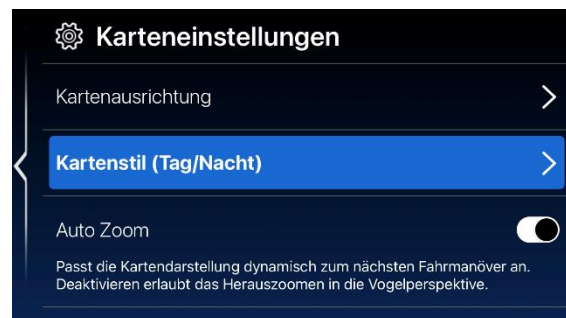 Karteneinstellungen
Kartenausrichtung
Kartenstil (Tag/Nacht)
Auto Zoom
Passt die Kartendarstellung dynamisch zum nächsten Fahrmanöver an.
Deaktivieren erlaubt das Herauszoomen in die Vogelperspektive.